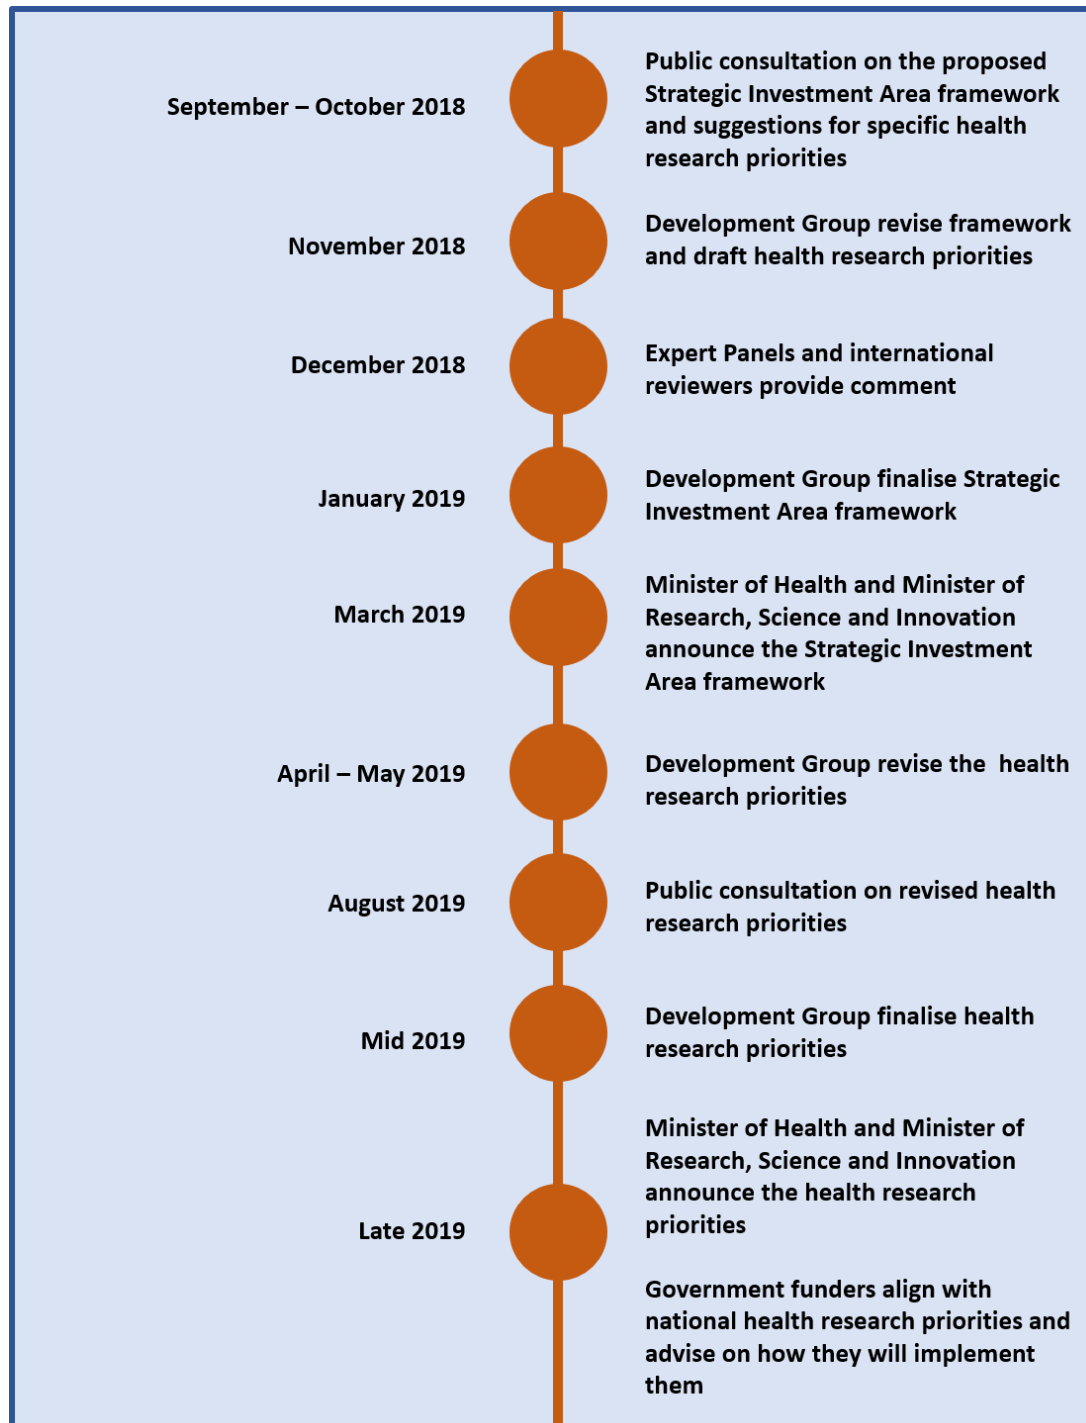 September – October 2018
Public consultation on the proposed
Strategic Investment Area framework
and suggestions for specific health
research priorities
November 2018
Development Group revise framework
and draft health research priorities
December 2018
Expert Panels and international
reviewers provide comment
January 2019
Development Group finalise Strategic
Investment Area framework
March 2019
Minister of Health and Minister of
Research, Science and Innovation
announce the Strategic Investment
Area framework
April – May 2019
Development Group revise the  health
research priorities
August 2019
Public consultation on revised health
research priorities
Mid 2019
Development Group finalise health
research priorities
Late 2019
Minister of Health and Minister of
Research, Science and Innovation
announce the health research
priorities
Government funders align with
national health research priorities and
advise on how they will implement
them